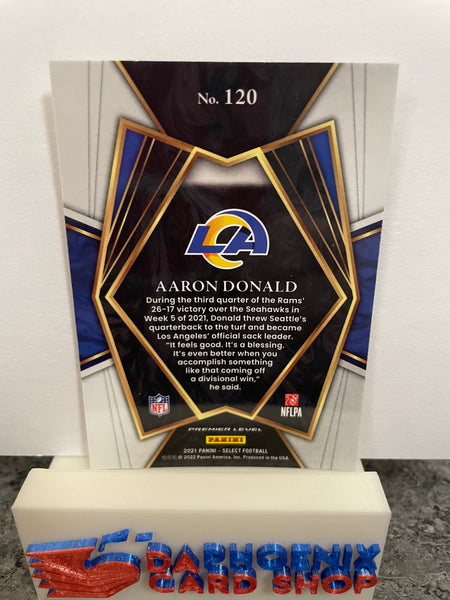 No. 120
LA
AARON DONALD
During the third quarter of the Rams'
26-17 victory over the Seahawks in
Week 5 of 2021, Donald threw Seattle's
quarterback to the turf and became
Los Angeles' official sack leader.
"It feels good. It's a blessing.
It's even better when you
accomplish something
like that coming off
a divisional win,"
he said.
NFL
NFLPA
PREMIER LEVEL
PANINI
2021 PANINI - SELECT FOOTBALL
© 2022 Panini America, Inc. Produced in the USA.
DAPHOENIX
CARD SHOP